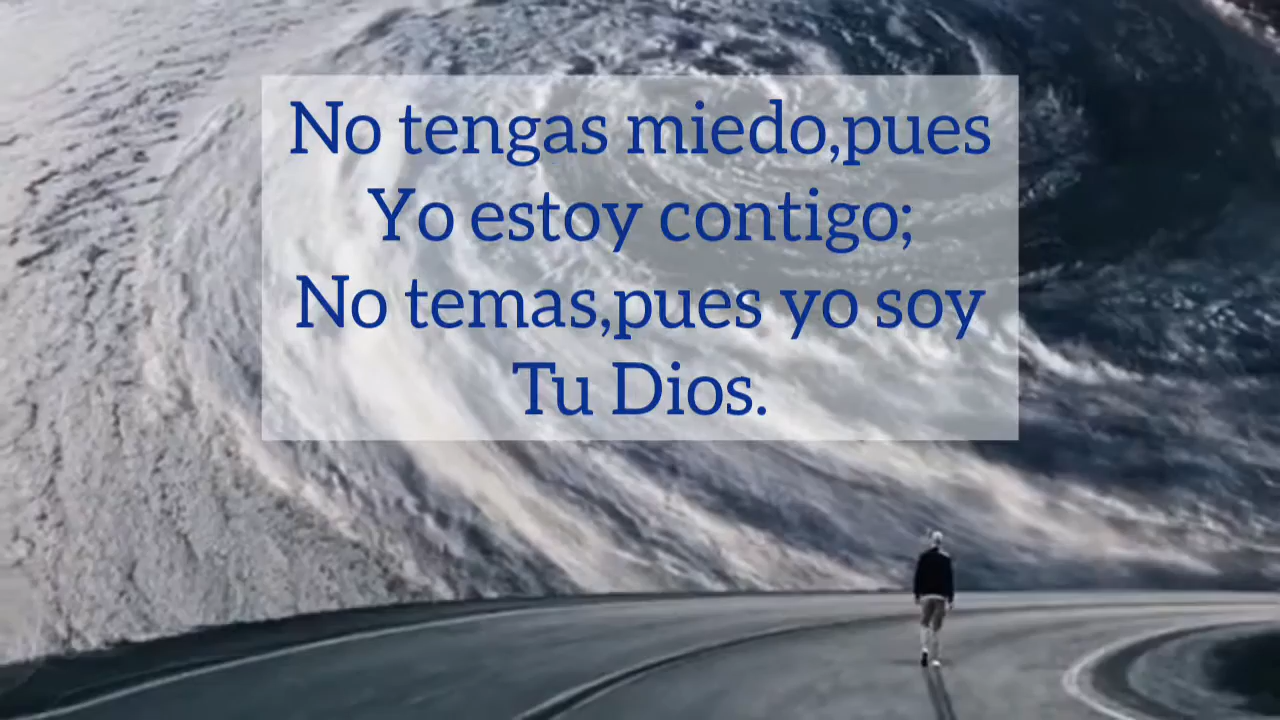 No tengas miedo,pues
Yo estoy contigo;
No temas,pues yo soy
Tu Dios.